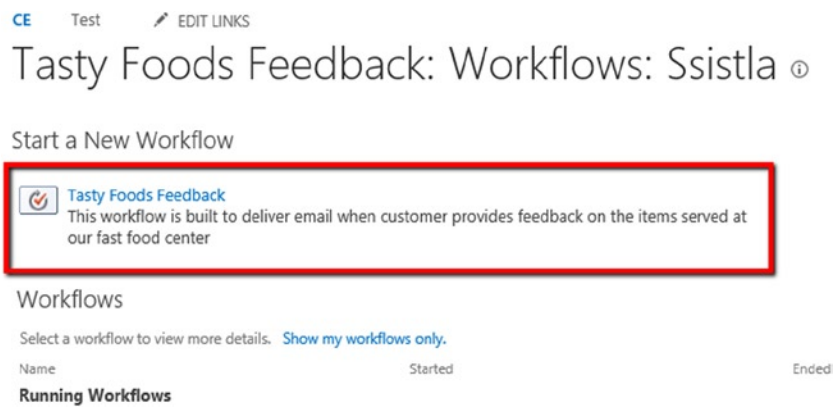 CE Test EDIT LINKS
Tasty Foods Feedback: Workflows: Ssistla
Start a New Workflow
Tasty Foods Feedback
This workflow is built to deliver email when customer provides feedback on the items served at
our fast food center
Workflows
Select a workflow to view more details. Show my workflows only.
Name Started Ended
Running Workflows